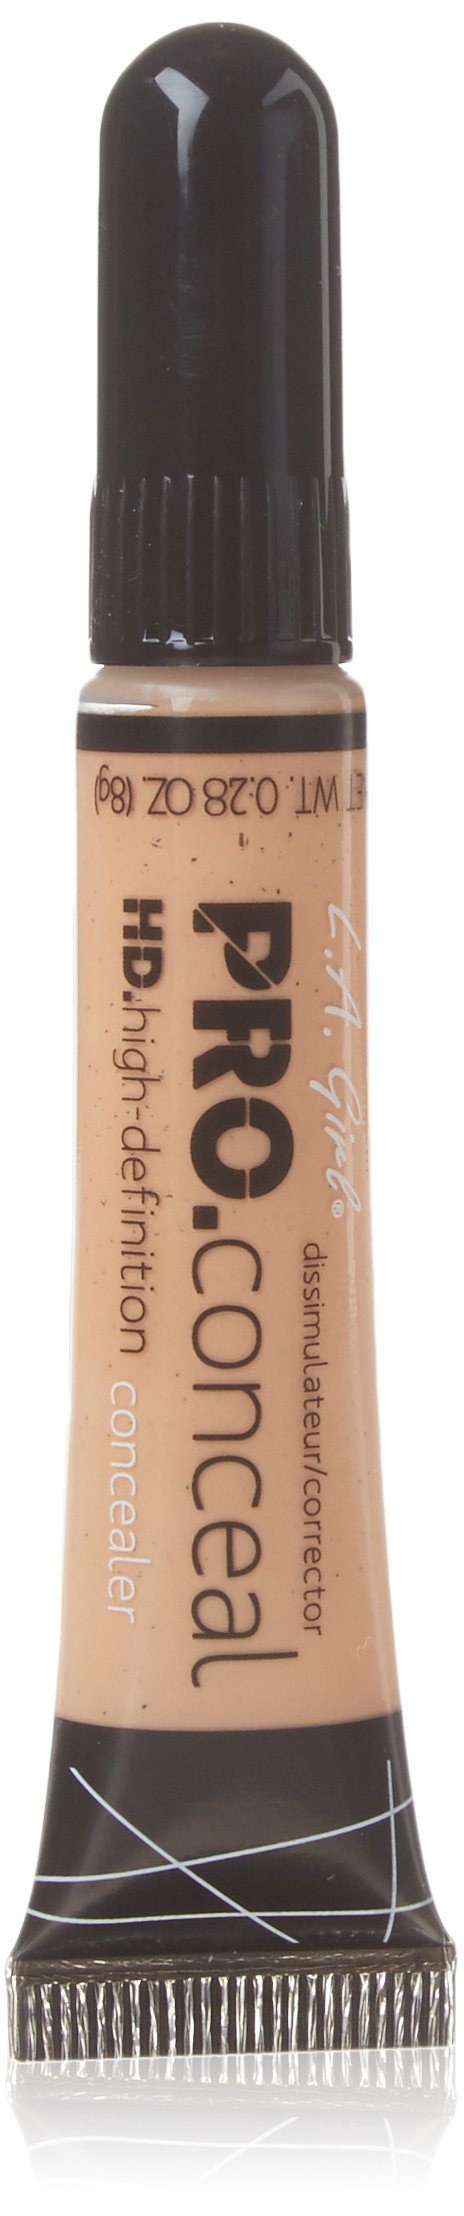 NET WT. 0.28 OZ. (8g)
L.A. Girl®
dissimulateur/corrector
PRO.conceal
HD.high-definition concealer